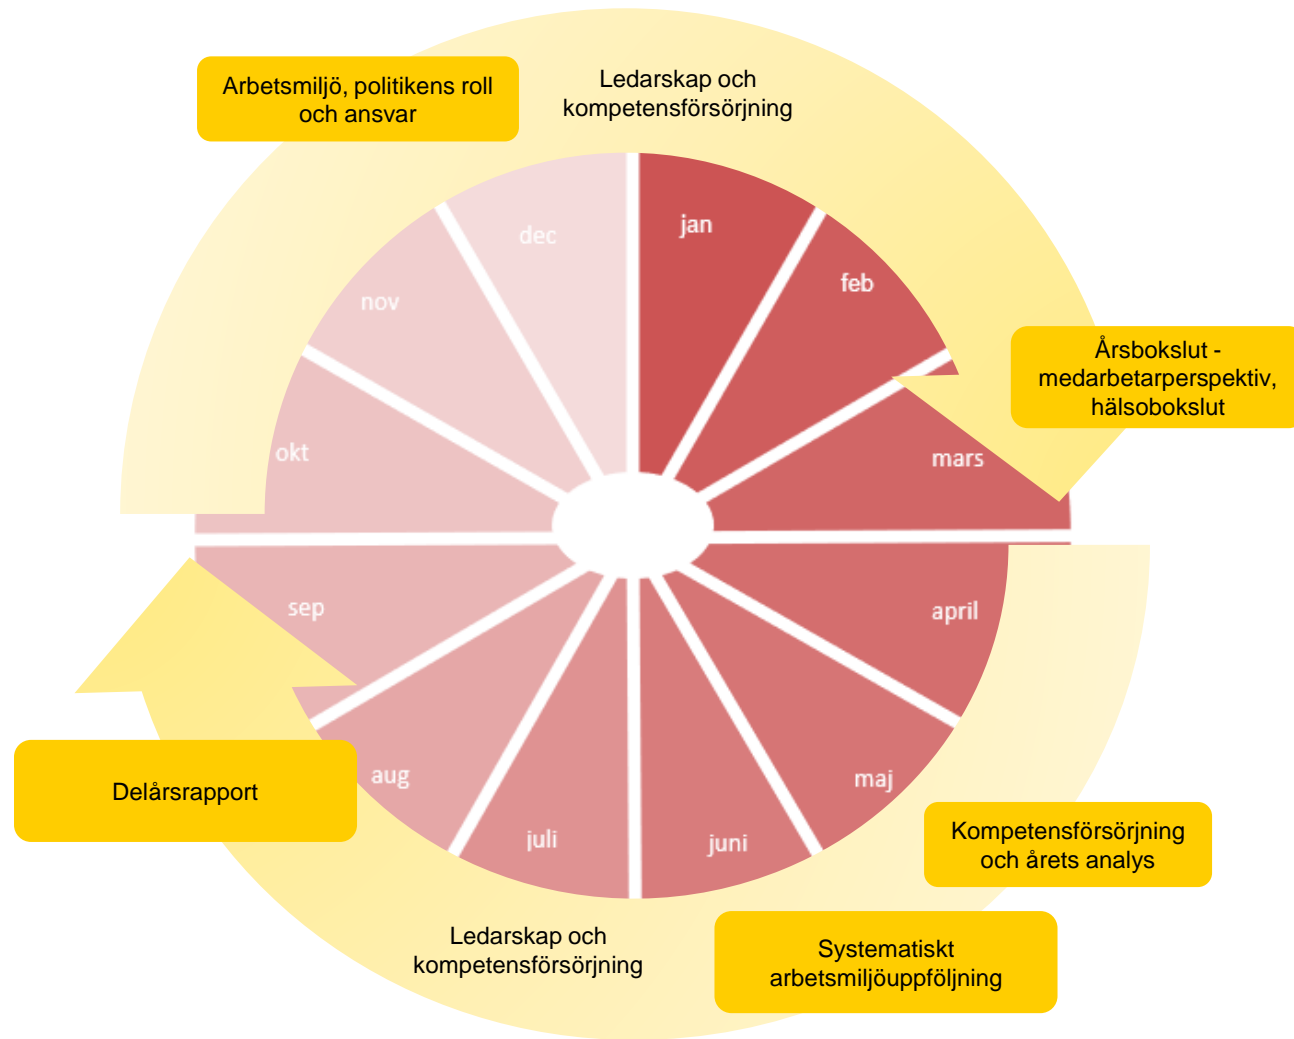 Arbetsmiljö, politikens roll
och ansvar
Ledarskap och
kompetensförsörjning
jan
feb
mars
april
maj
juni
juli
aug
sep
okt
nov
dec
Årsbokslut -
medarbetarperspektiv,
hälsobokslut
Kompetensförsörjning
och årets analys
Systematiskt
arbetsmiljöuppföljning
Ledarskap och
kompetensförsörjning
Delårsrapport